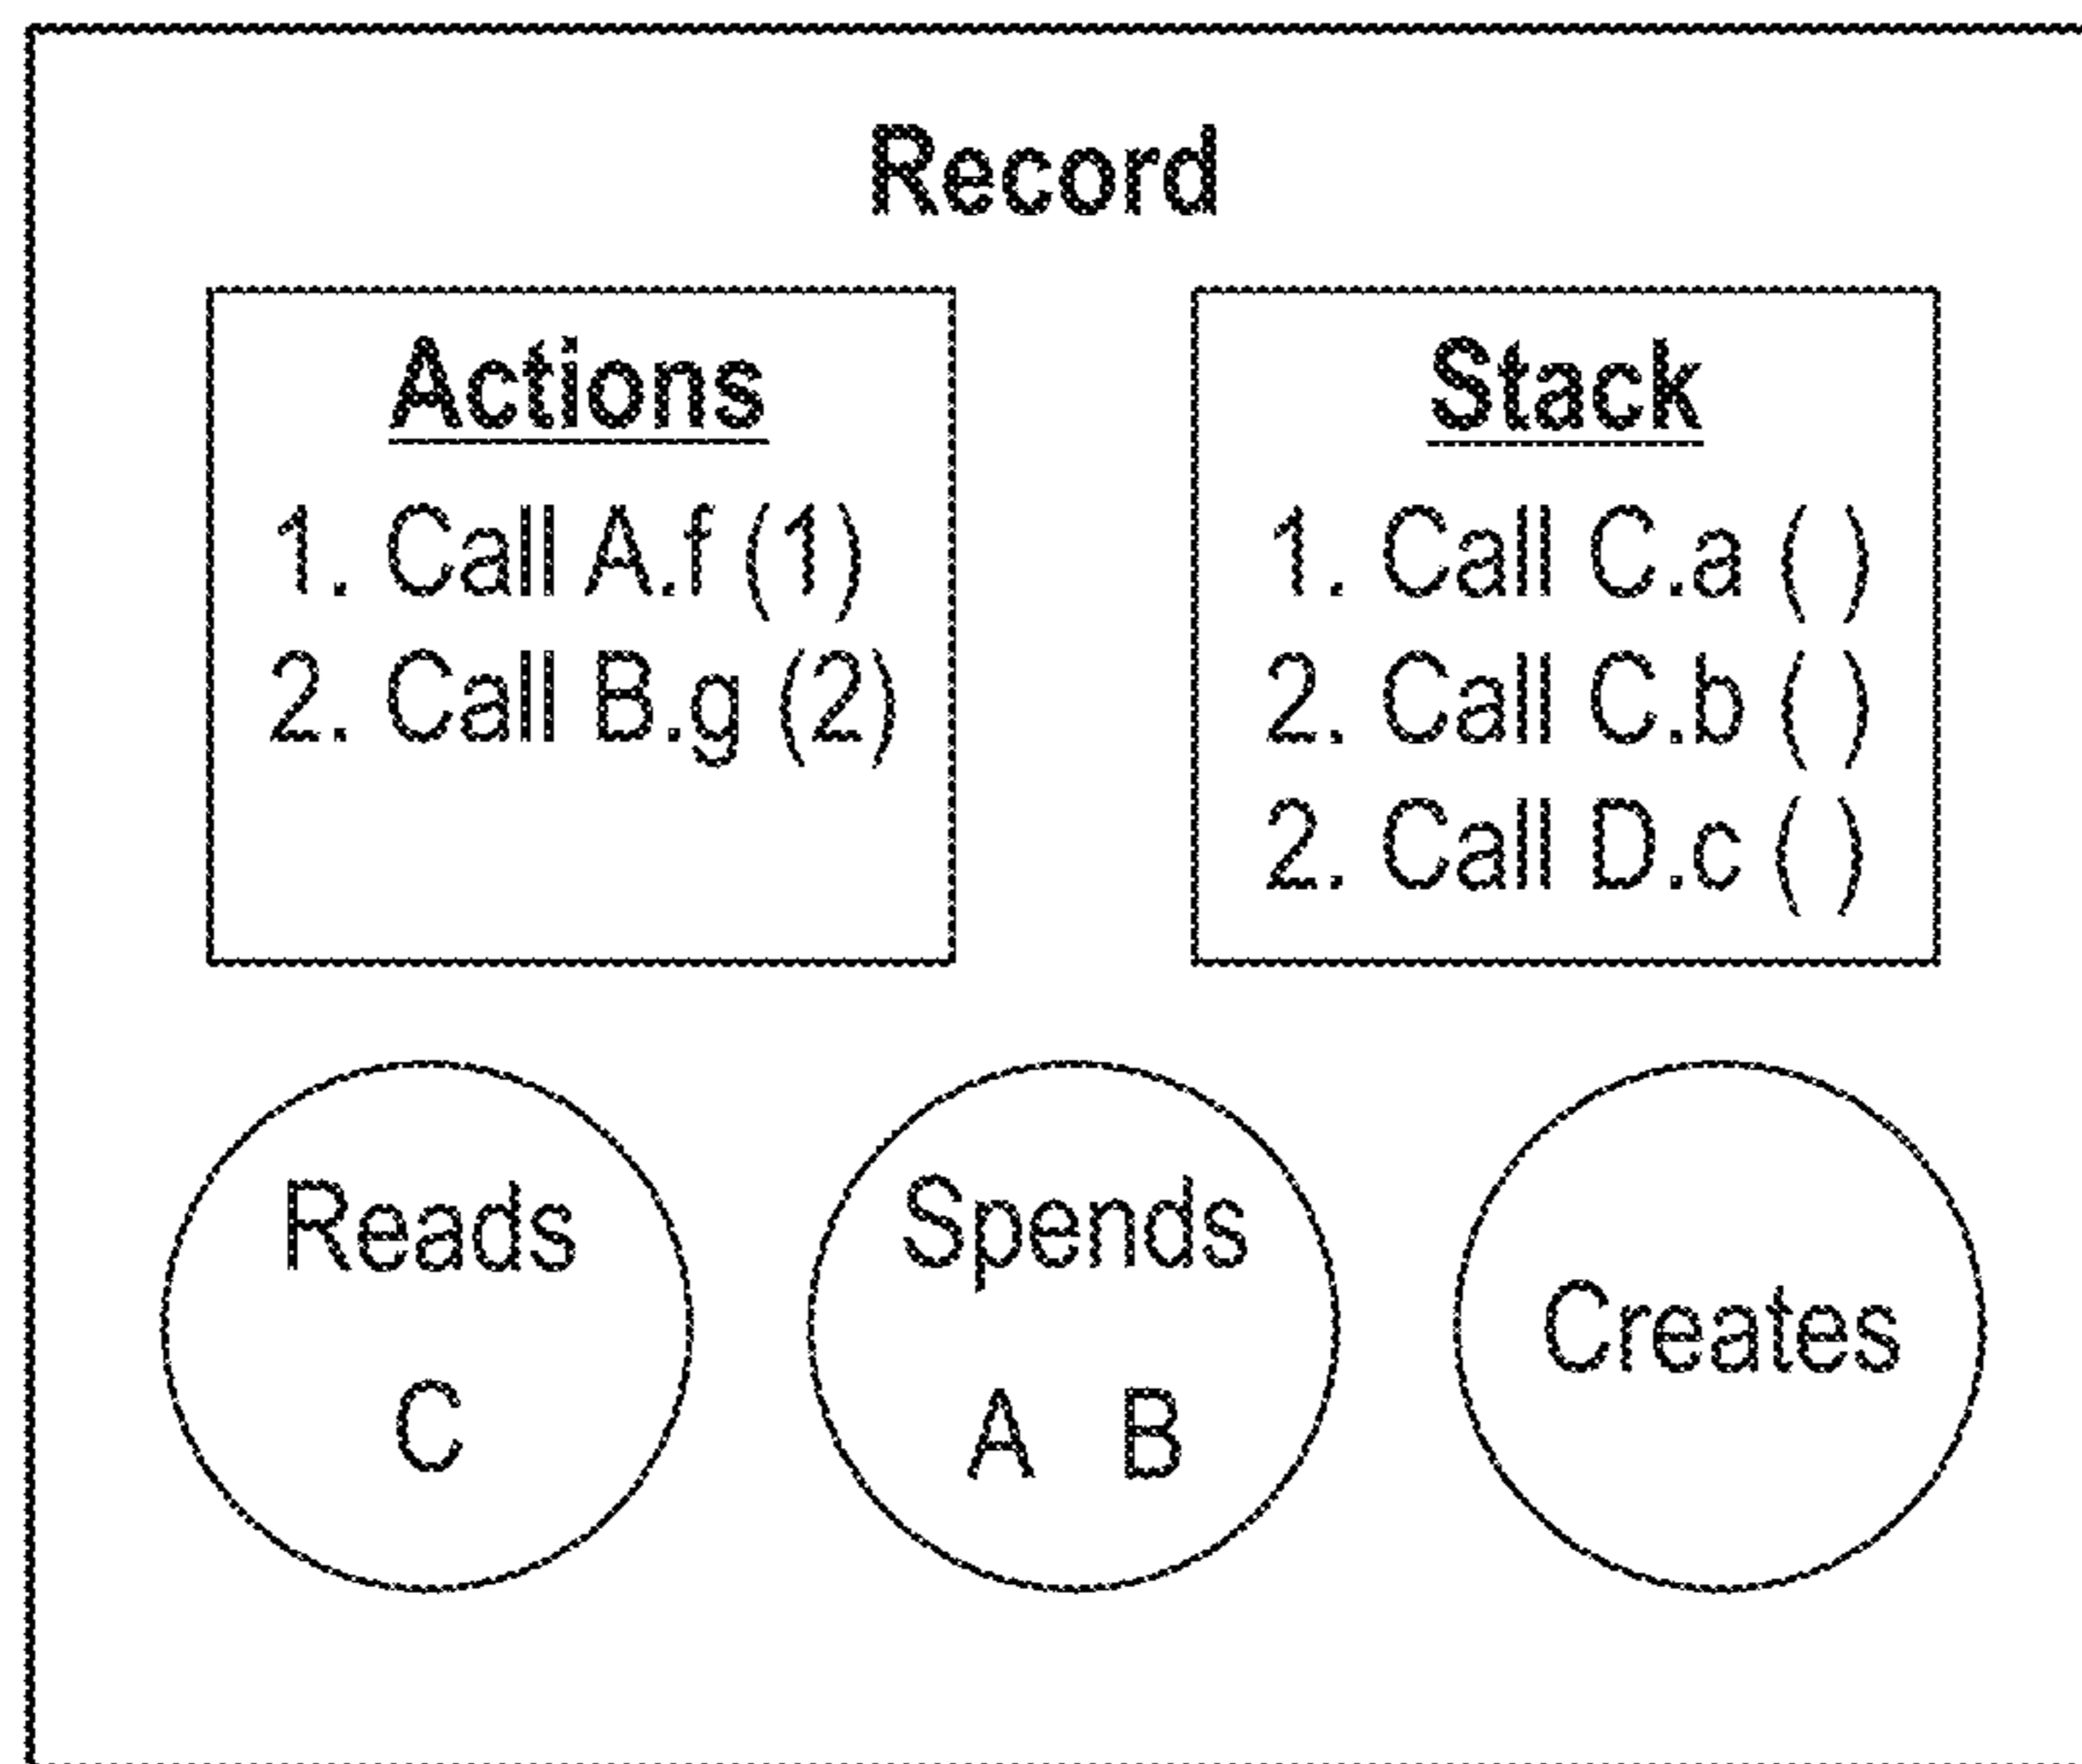 Record
Actions
1. Call A.f (1)
2. Call B.g (2)
Stack
1. Call C.a ( )
2. Call C.b ( )
2. Call D.c ( )
Reads
C
Spends
A B
Creates